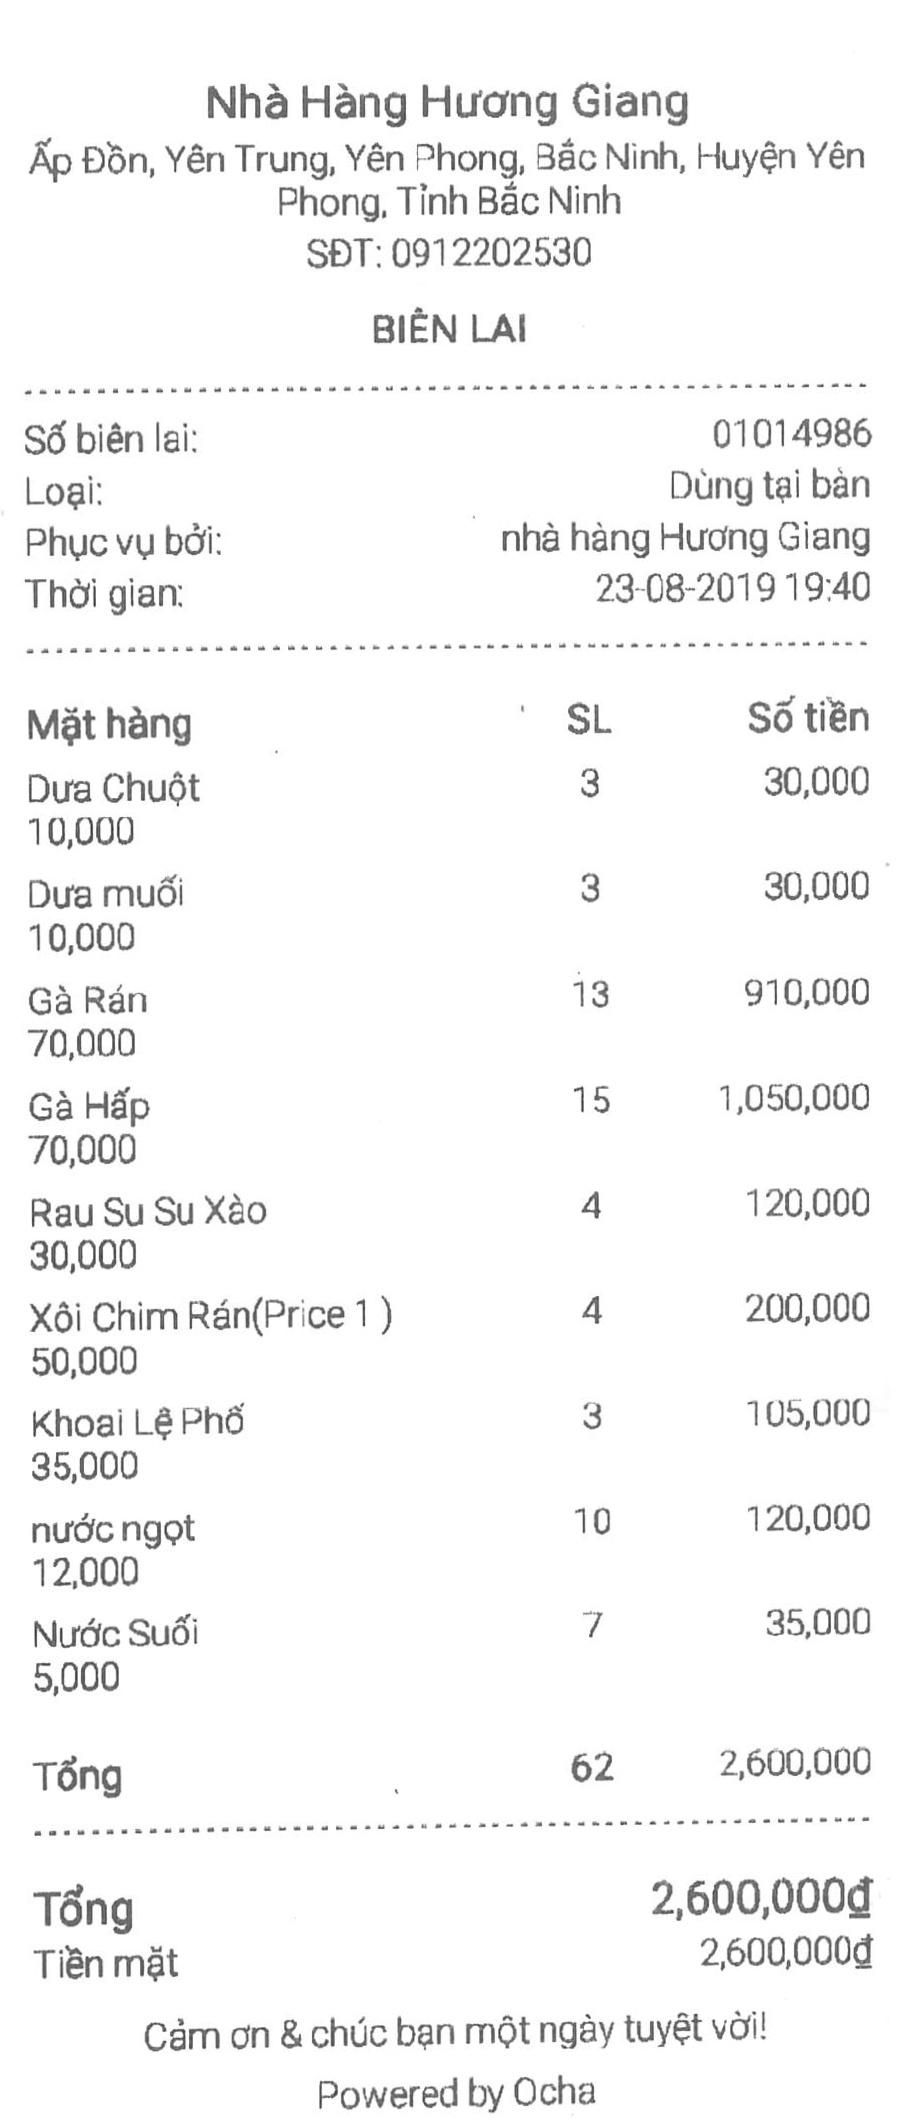 Nhà Hàng Hương Giang
Ấp Đồn, Yên Trung, Yên Phong, Bắc Ninh, Huyện Yên
Phong, Tỉnh Bắc Ninh
SĐT: 0912202530
BIÊN LAI
Số biên lai: 01014986
Loại: Dùng tại bàn
Phục vụ bởi: nhà hàng Hương Giang
Thời gian: 23-08-2019 19:40
Mặt hàng SL Số tiền
Dưa Chuột 3 30,000
10,000
Dưa muối 3 30,000
10,000
Gà Rán 13 910,000
70,000
Gà Hấp 15 1,050,000
70,000
Rau Su Su Xào 4 120,000
30,000
Xôi Chim Rán(Price 1 ) 4 200,000
50,000
Khoai Lệ Phố 3 105,000
35,000
nước ngọt 10 120,000
12,000
Nước Suối 7 35,000
5,000
Tổng 62 2,600,000
Tổng 2,600,000₫
Tiền mặt 2,600,000₫
Cảm ơn & chúc bạn một ngày tuyệt vời!
Powered by Ocha